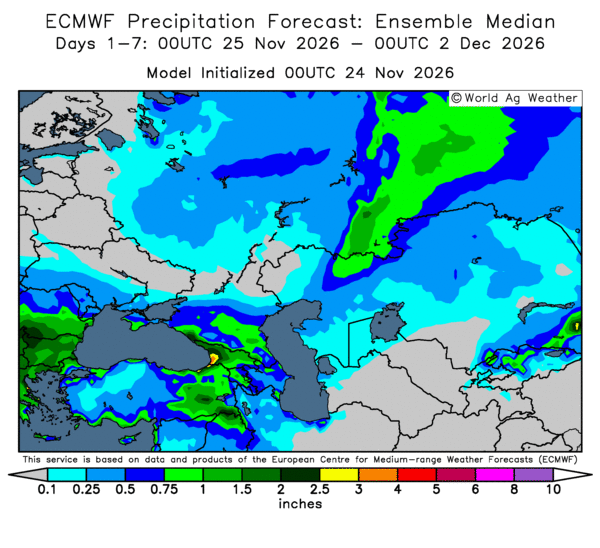 ECMWF Precipitation Forecast: Ensemble Median
Days 1−7: 00UTC 25 Nov 2026 − 00UTC 2 Dec 2026
Model Initialized 00UTC 24 Nov 2026
©World Ag Weather
This service is based on data and products of the European Centre for Medium-range Weather Forecasts (ECMWF)
0.1 0.25 0.5 0.75 1 1.5 2 2.5 3 4 5 6 8 10
inches